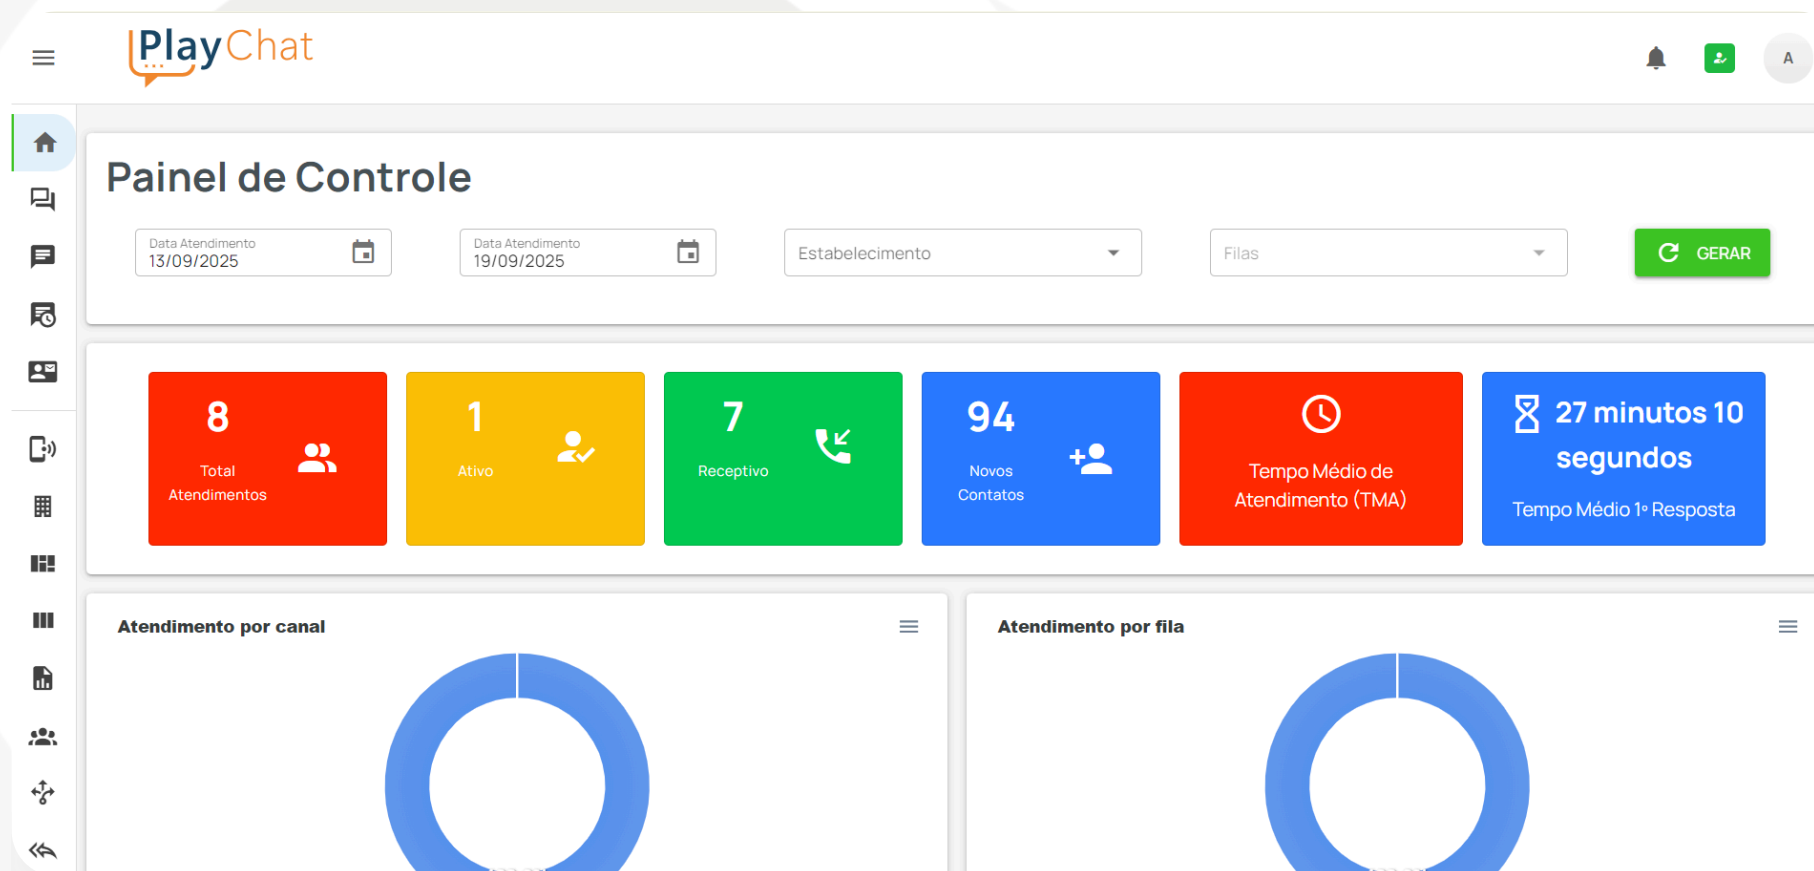 PlayChat
A
Painel de Controle
Data Atendimento
13/09/2025
Data Atendimento
19/09/2025
Estabelecimento
Filas
GERAR
8
Total
Atendimentos
1
Ativo
7
Receptivo
94
Novos
Contatos
Tempo Médio de
Atendimento (TMA)
27 minutos 10
segundos
Tempo Médio 1º Resposta
Atendimento por canal
Atendimento por fila